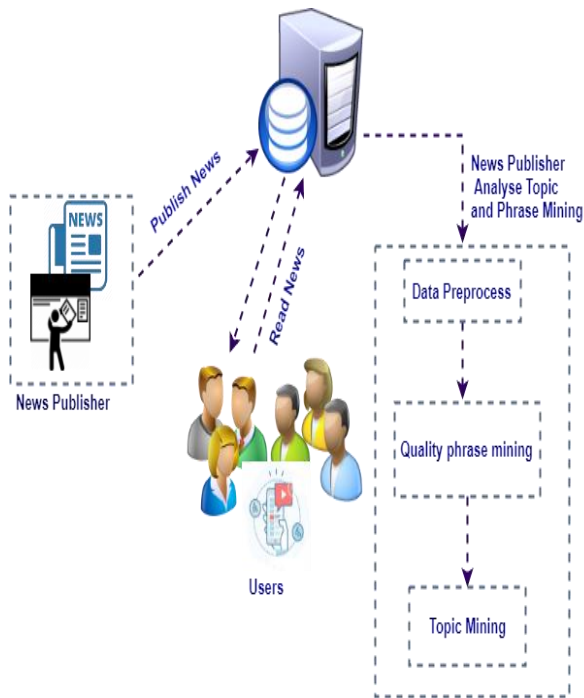 NEWS
Publish News
News Publisher
Analyse Topic
and Phrase Mining
Read News
Data Preprocess
News Publisher
Quality phrase mining
Users
Topic Mining